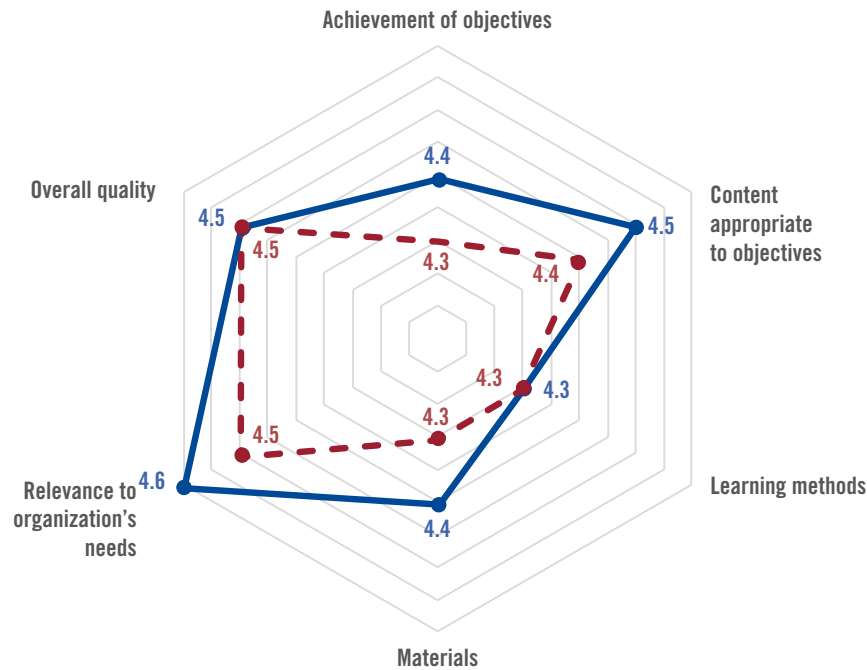 Achievement of objectives
4.4
Overall quality
Content
appropriate
to objectives
4.5
4.5
4.5
4.3
4.4
4.3
4.3
4.3
4.5
4.6
4.4
Relevance to
organization's
needs
Learning methods
Materials